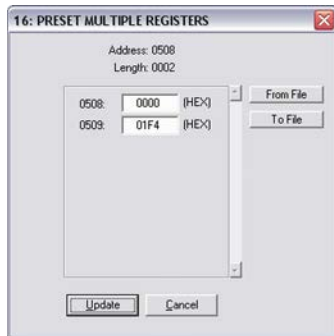 16: PRESET MULTIPLE REGISTERS
Address: 0508
Length: 0002
0508: 0000 (HEX)
0509: 01F4 (HEX)
From File
To File
Update Cancel